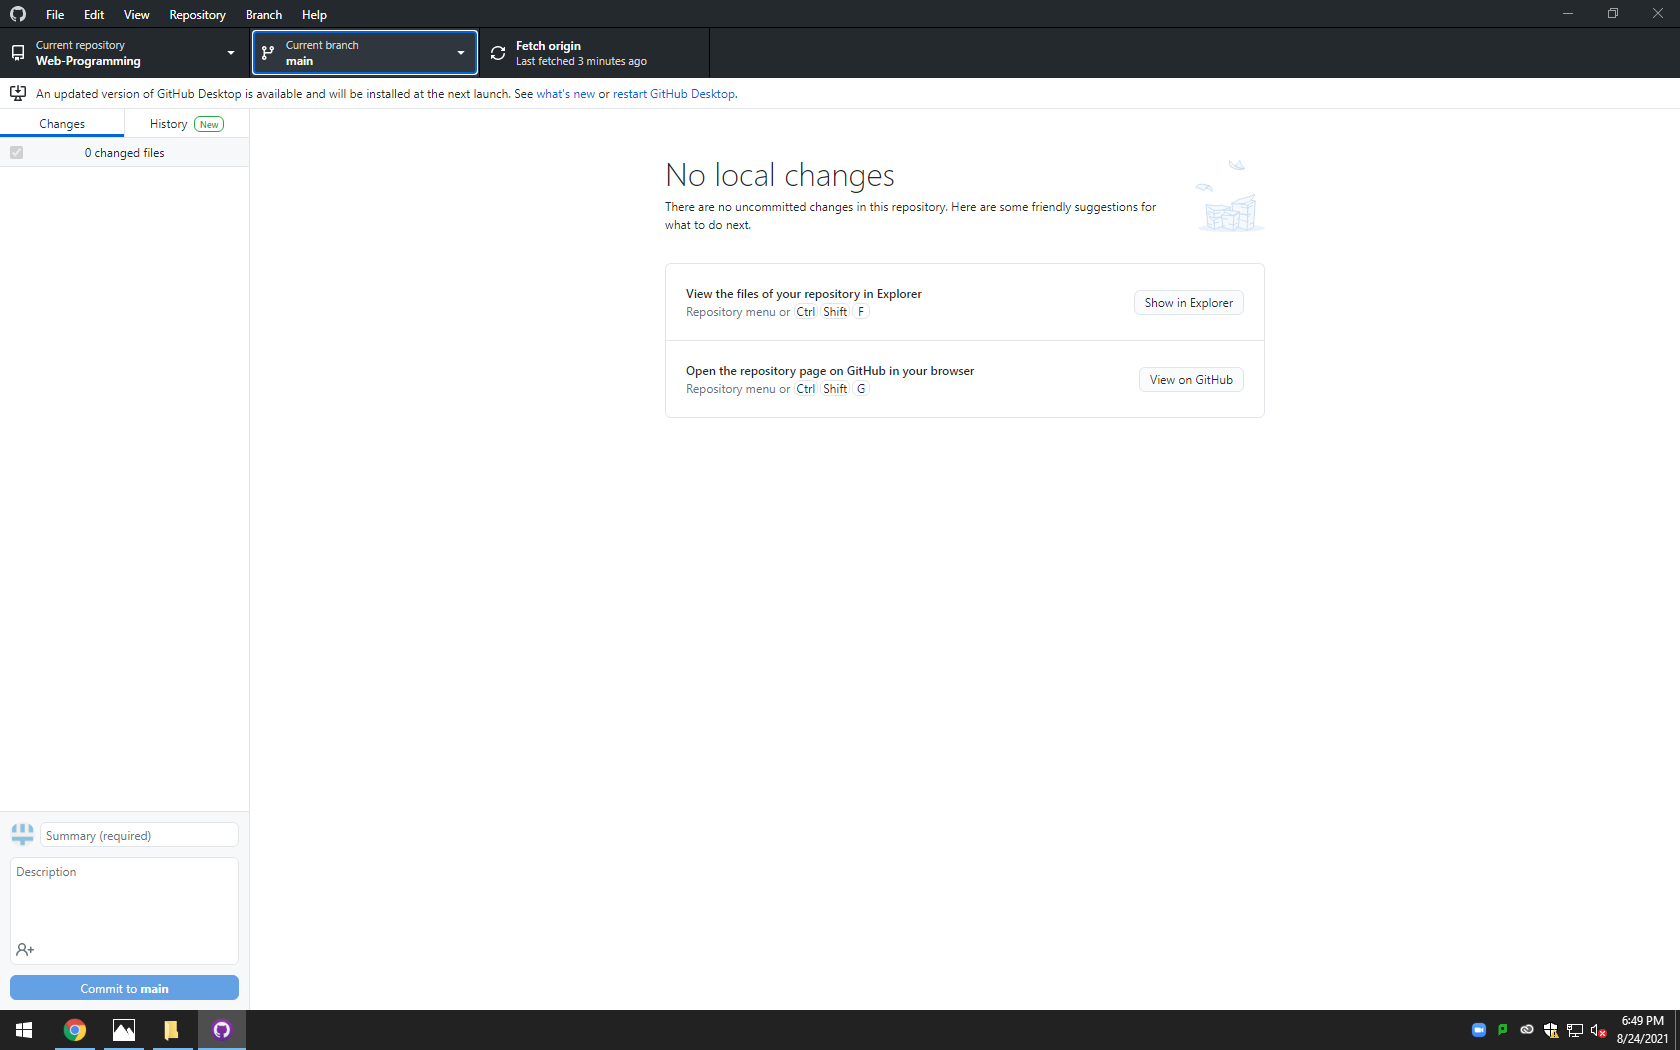 File Edit View Repository Branch Help
Current repository
Web-Programming
Current branch
main
Fetch origin
Last fetched 3 minutes ago
An updated version of GitHub Desktop is available and will be installed at the next launch. See what's new or restart GitHub Desktop.
Changes
History New
0 changed files
No local changes
There are no uncommitted changes in this repository. Here are some friendly suggestions for
what to do next.
View the files of your repository in Explorer
Repository menu or Ctrl Shift F
Show in Explorer
Open the repository page on GitHub in your browser
Repository menu or Ctrl Shift G
View on GitHub
Summary (required)
Description
Commit to main
6:49 PM
8/24/2021